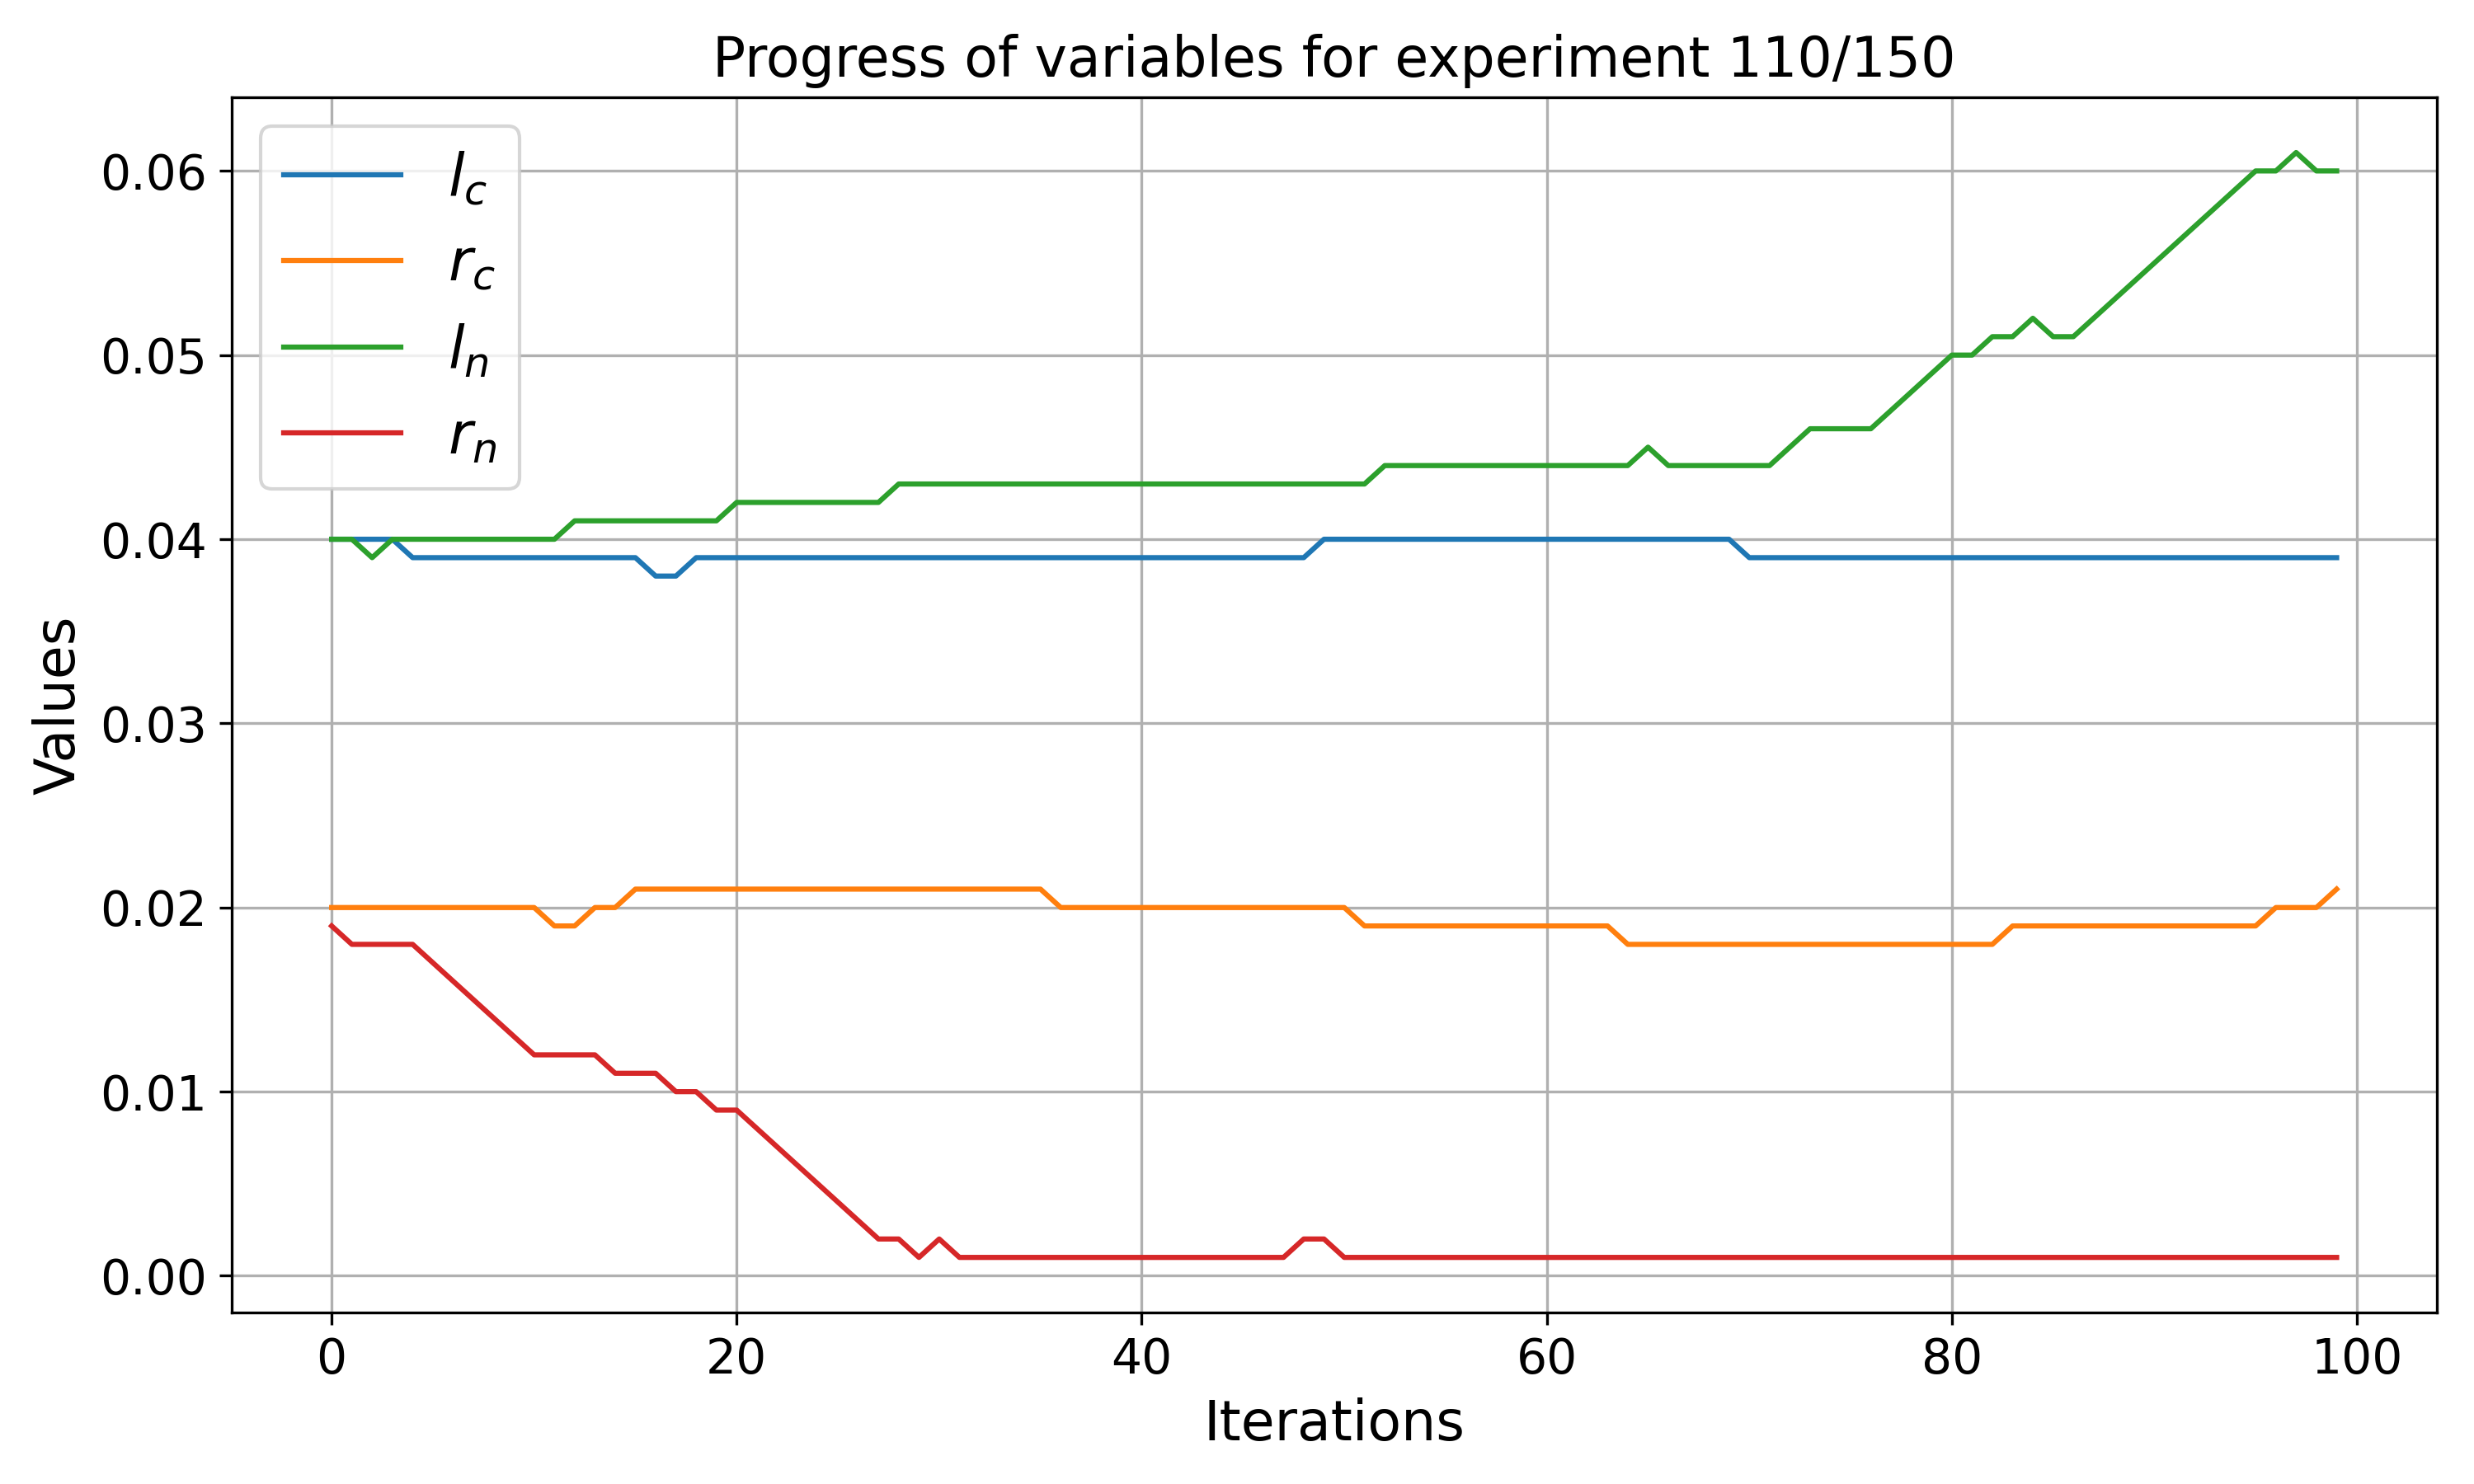 Progress of variables for experiment 110/150
l_c
r_c
l_n
r_n
0.06
0.05
0.04
0.03
0.02
0.01
0.00
Values
0 20 40 60 80 100
Iterations